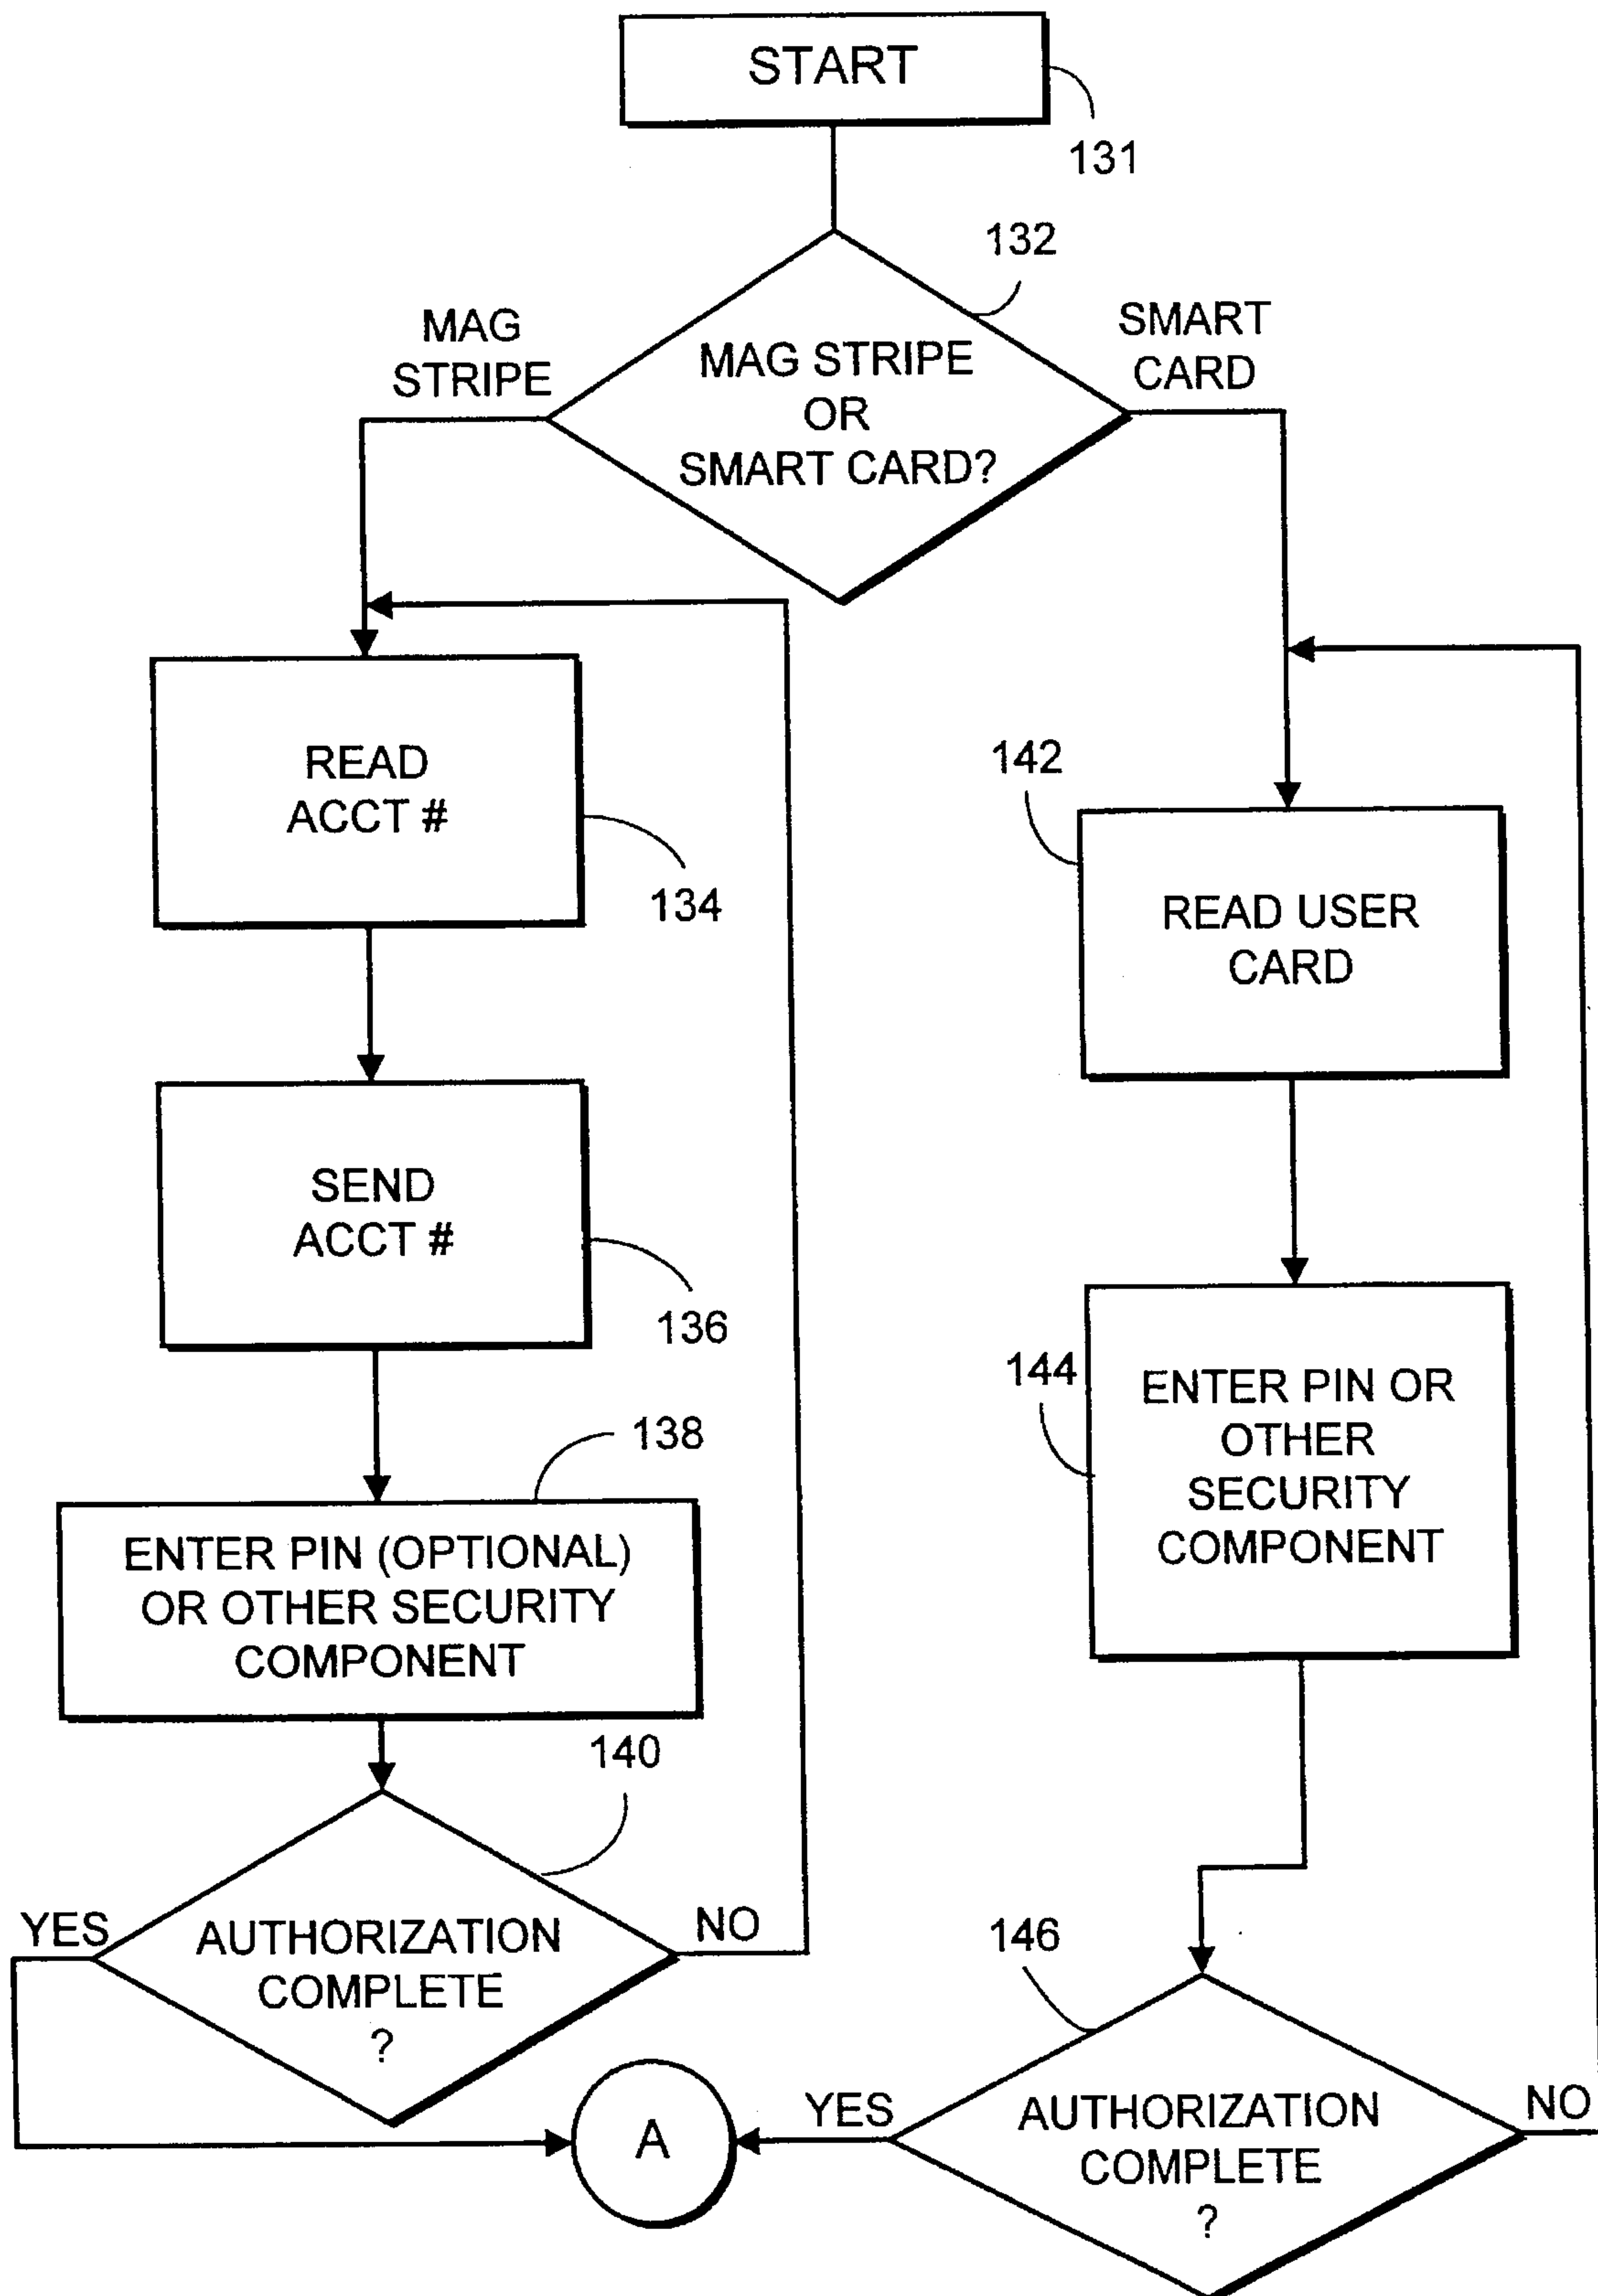 START
131
132
MAG
STRIPE
SMART
CARD
MAG STRIPE
OR
SMART CARD?
READ
ACCT #
134
142
READ USER
CARD
SEND
ACCT #
136
144
ENTER PIN OR
OTHER
SECURITY
COMPONENT
138
ENTER PIN (OPTIONAL)
OR OTHER SECURITY
COMPONENT
140
YES
AUTHORIZATION
COMPLETE
?
NO
146
A
YES
AUTHORIZATION
COMPLETE
?
NO